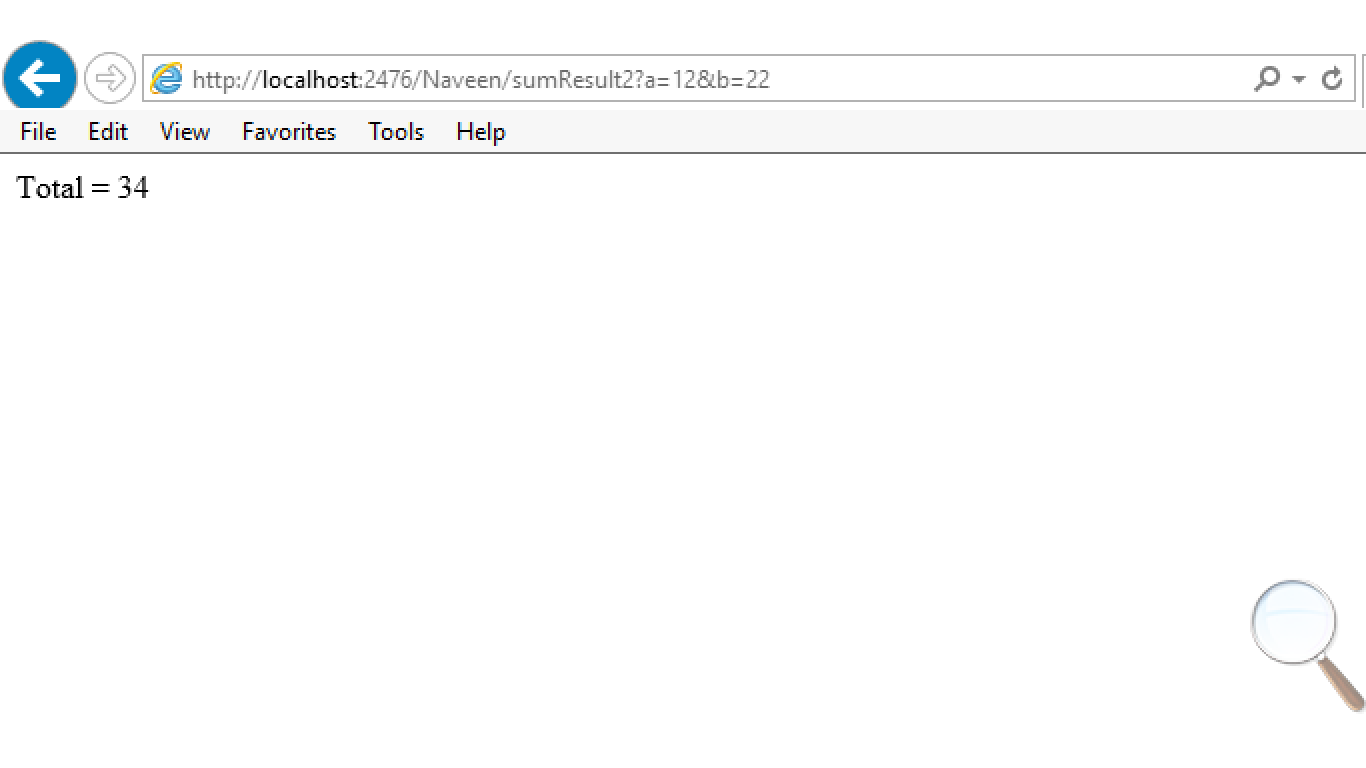 http://localhost:2476/Naveen/sumResult2?a=12&b=22
File Edit View Favorites Tools Help
Total = 34